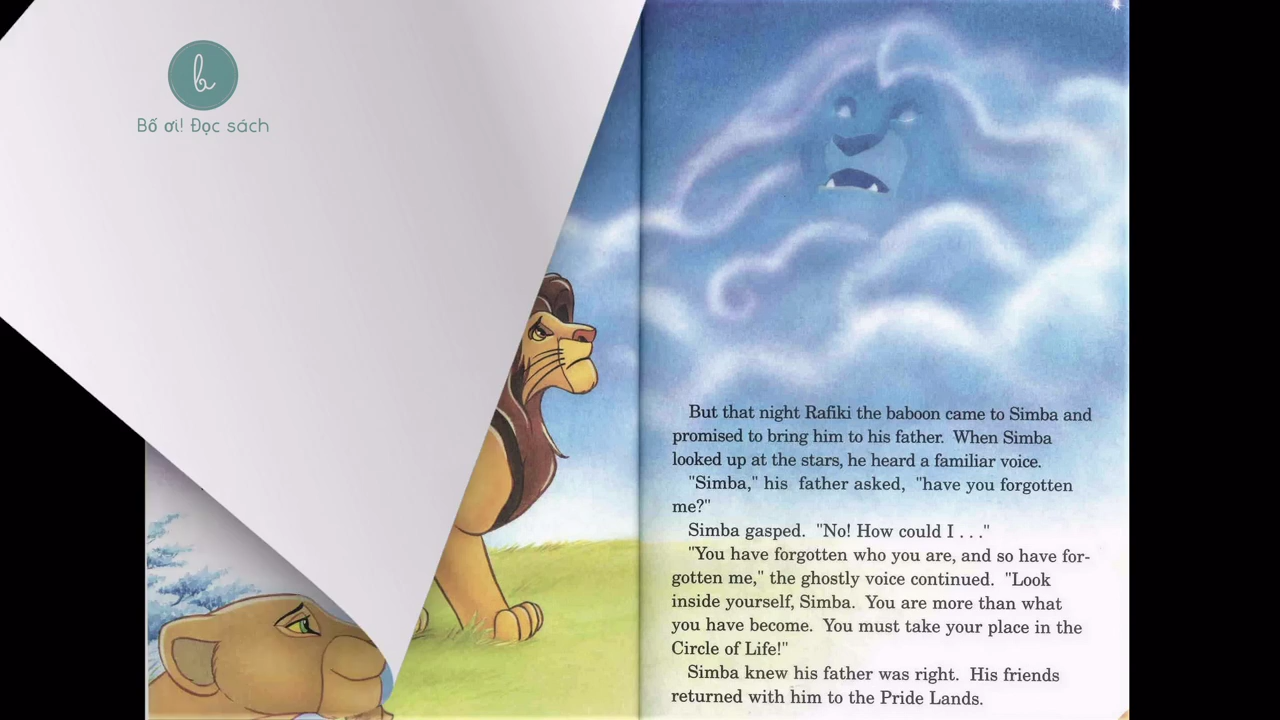 b
Bố ơi! Đọc sách
But that night Rafiki the baboon came to Simba and
promised to bring him to his father. When Simba
looked up at the stars, he heard a familiar voice.
"Simba," his father asked, "have you forgotten
me?"
Simba gasped. "No! How could I . . ."
"You have forgotten who you are, and so have for-
gotten me," the ghostly voice continued. "Look
inside yourself, Simba. You are more than what
you have become. You must take your place in the
Circle of Life!"
Simba knew his father was right. His friends
returned with him to the Pride Lands.